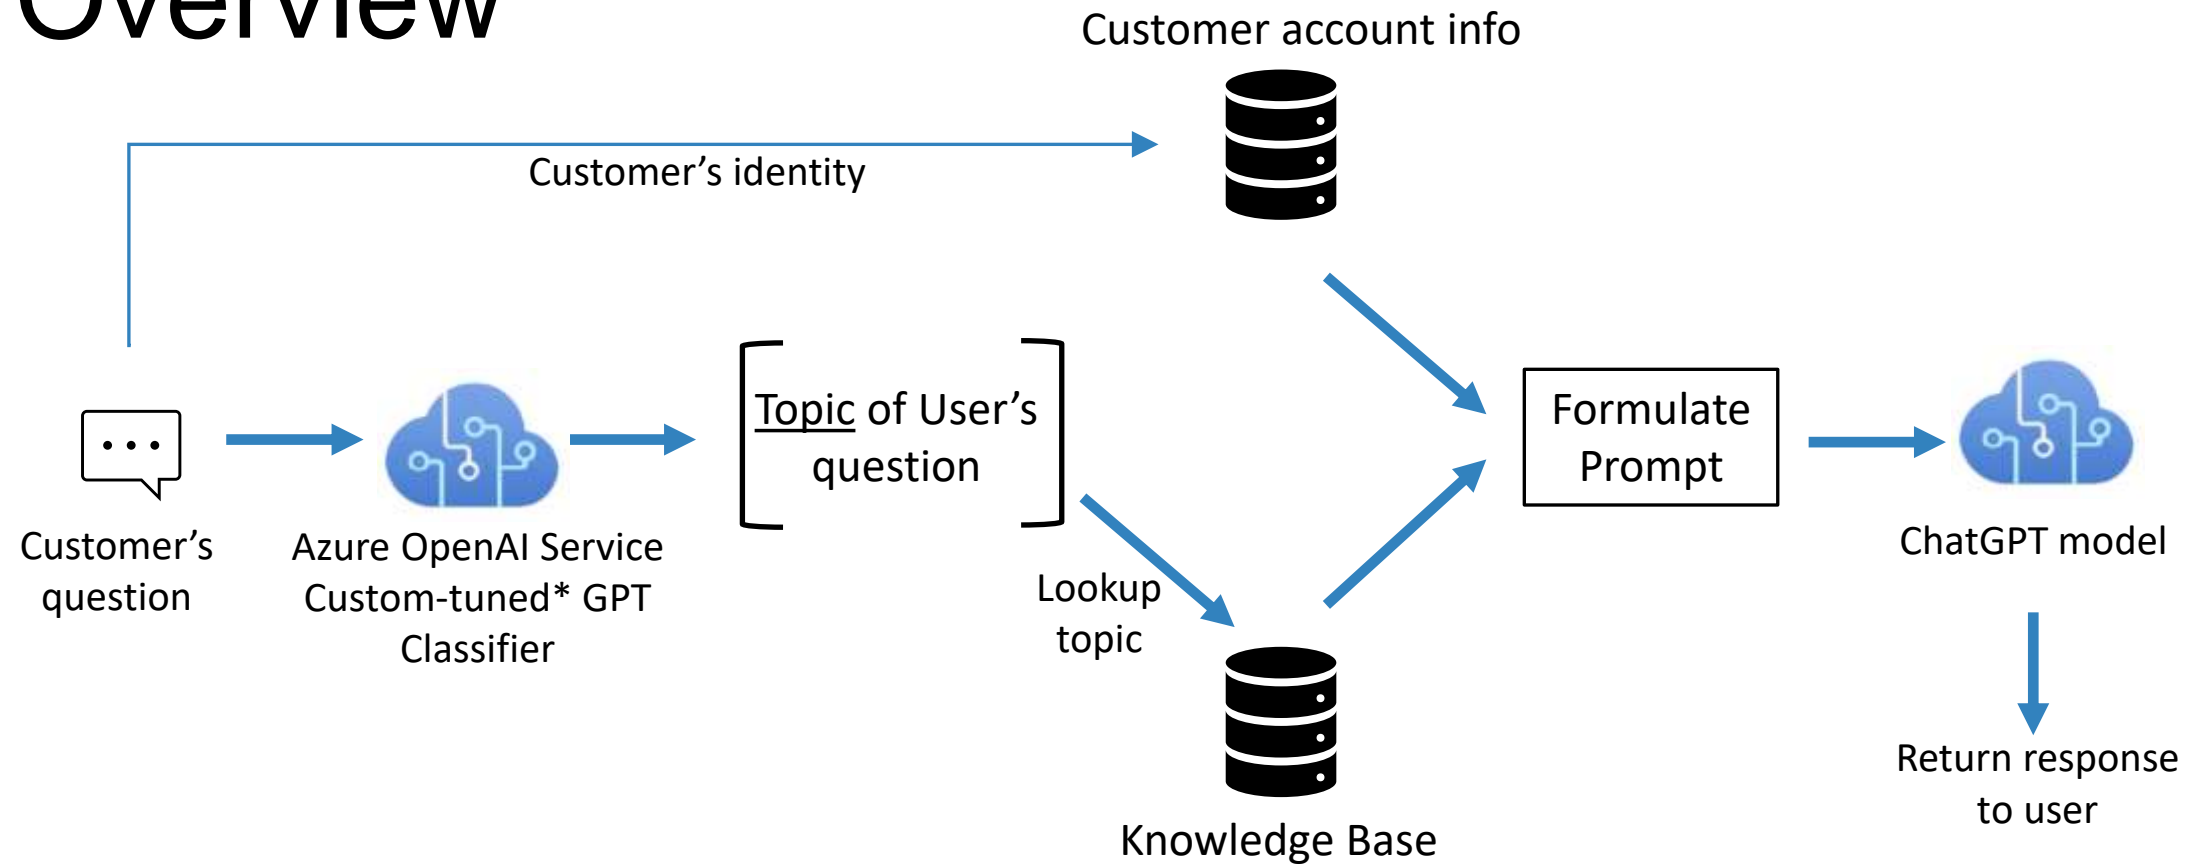 Overview
Customer account info
Customer’s identity
Customer’s
question
Azure OpenAI Service
Custom-tuned* GPT
Classifier
Topic of User’s
question
Lookup
topic
Knowledge Base
Formulate
Prompt
ChatGPT model
Return response
to user